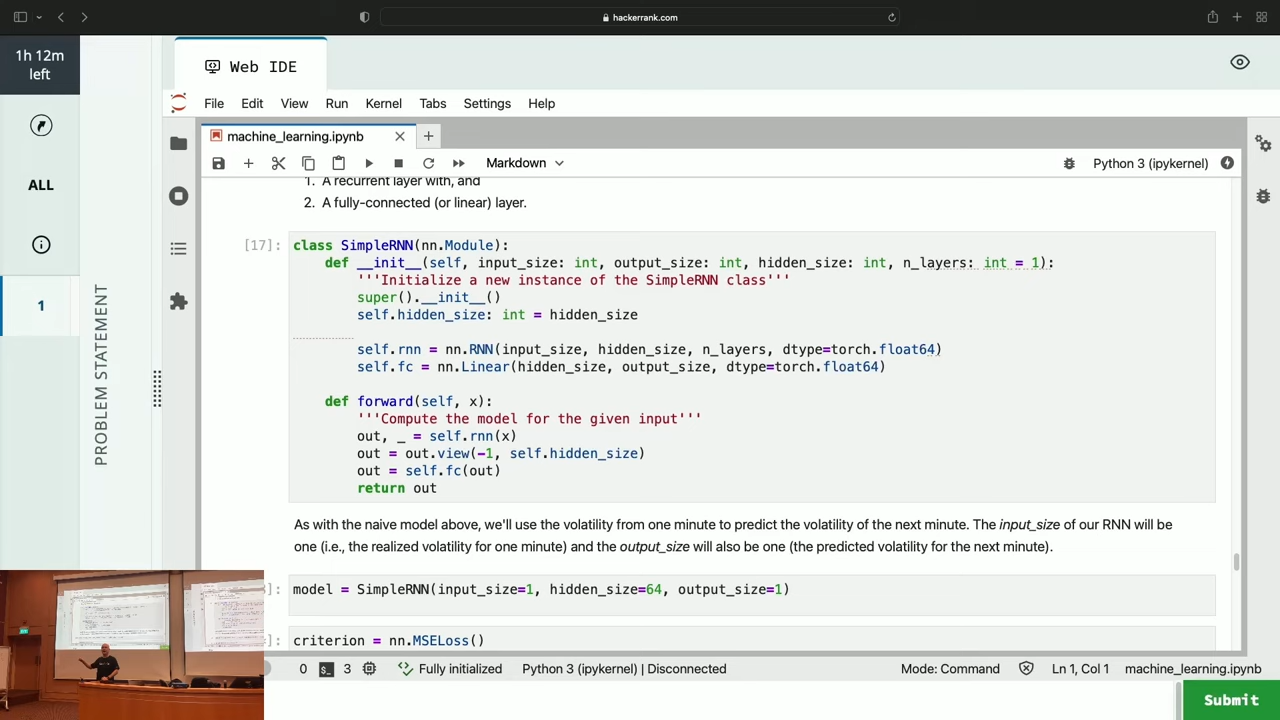 hackerrank.com
1h 12m
left
Web IDE
File Edit View Run Kernel Tabs Settings Help
machine_learning.ipynb
Markdown
Python 3 (ipykernel)
ALL
1
PROBLEM STATEMENT
1. A recurrent layer with, and
2. A fully-connected (or linear) layer.
[17]:
class SimpleRNN(nn.Module):
def __init__(self, input_size: int, output_size: int, hidden_size: int, n_layers: int = 1):
'''Initialize a new instance of the SimpleRNN class'''
super().__init__()
self.hidden_size: int = hidden_size
self.rnn = nn.RNN(input_size, hidden_size, n_layers, dtype=torch.float64)
self.fc = nn.Linear(hidden_size, output_size, dtype=torch.float64)
def forward(self, x):
'''Compute the model for the given input'''
out, _ = self.rnn(x)
out = out.view(-1, self.hidden_size)
out = self.fc(out)
return out
As with the naive model above, we'll use the volatility from one minute to predict the volatility of the next minute. The input_size of our RNN will be
one (i.e., the realized volatility for one minute) and the output_size will also be one (the predicted volatility for the next minute).
]:
model = SimpleRNN(input_size=1, hidden_size=64, output_size=1)
]:
criterion = nn.MSELoss()
0 3 Fully initialized Python 3 (ipykernel) | Disconnected Mode: Command Ln 1, Col 1 machine_learning.ipynb
Submit